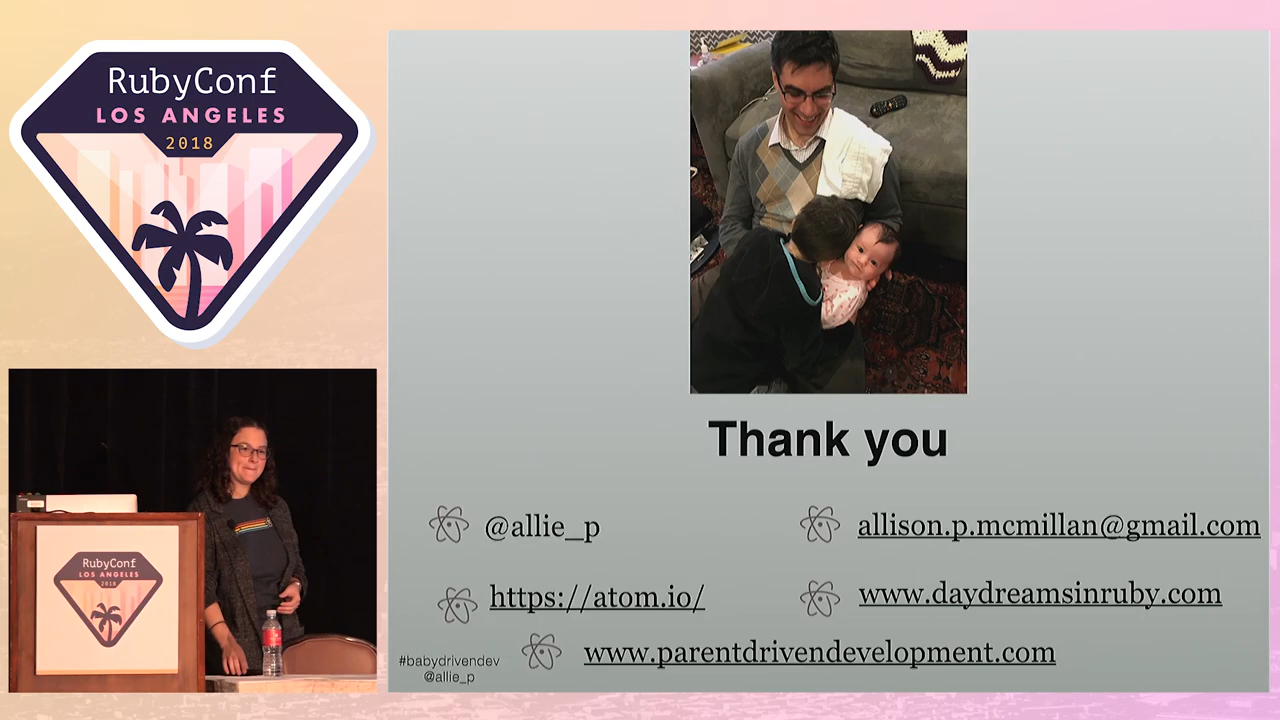 RubyConf
LOS ANGELES
2018
RubyConf
LOS ANGELES
2018
Thank you
@allie_p
allison.p.mcmillan@gmail.com
https://atom.io/
www.daydreamsinruby.com
www.parentdrivendevelopment.com
#babydrivendev
@allie_p